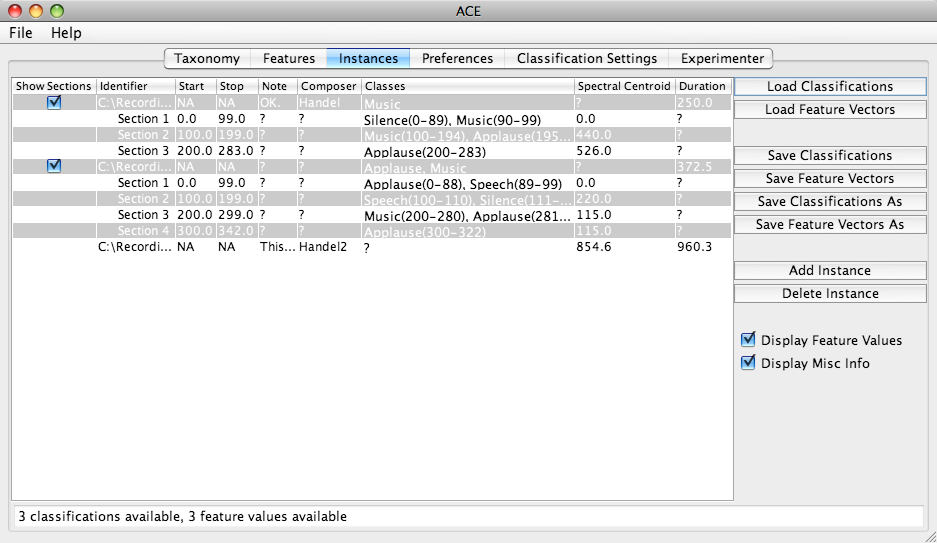 ACE
File Help
Taxonomy Features Instances Preferences Classification Settings Experimenter
Show Sections Identifier Start Stop Note Composer Classes Spectral Centroid Duration
C:\Recordi... NA NA OK. Handel Music ? 250.0
Section 1 0.0 99.0 ? ? Silence(0-89), Music(90-99) 0.0 ?
Section 2 100.0 199.0 ? ? Music(100-194), Applause(195... 440.0 ?
Section 3 200.0 283.0 ? ? Applause(200-283) 526.0 ?
C:\Recordi... NA NA ? ? Applause, Music ? 372.5
Section 1 0.0 99.0 ? ? Applause(0-88), Speech(89-99) 0.0 ?
Section 2 100.0 199.0 ? ? Speech(100-110), Silence(111-... 220.0 ?
Section 3 200.0 299.0 ? ? Music(200-280), Applause(281... 115.0 ?
Section 4 300.0 342.0 ? ? Applause(300-322) 115.0 ?
C:\Recordi... NA NA This... Handel2 ? 854.6 960.3
Load Classifications
Load Feature Vectors
Save Classifications
Save Feature Vectors
Save Classifications As
Save Feature Vectors As
Add Instance
Delete Instance
Display Feature Values
Display Misc Info
3 classifications available, 3 feature values available